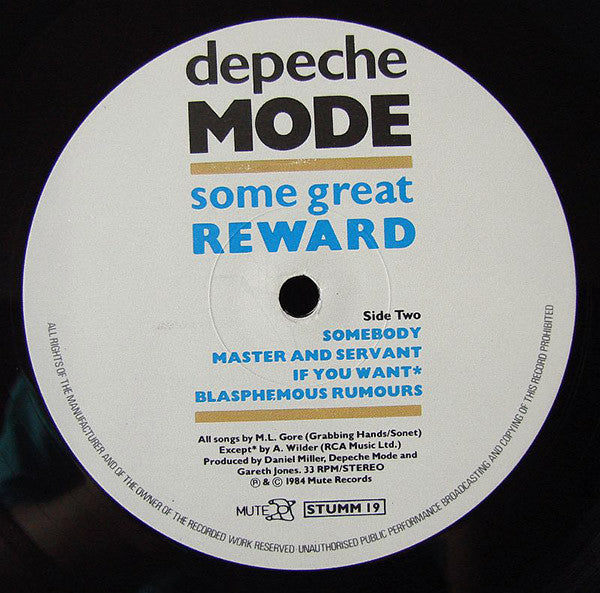 depeche
MODE
some great
REWARD
Side Two
SOMEBODY
MASTER AND SERVANT
IF YOU WANT*
BLASPHEMOUS RUMOURS
All songs by M.L. Gore (Grabbing Hands/Sonet)
Except* by A. Wilder (RCA Music Ltd.)
Produced by Daniel Miller, Depeche Mode and
Gareth Jones. 33 RPM/STEREO
Ⓟ & © 1984 Mute Records
MUTE STUMM 19
ALL RIGHTS OF THE MANUFACTURER AND OF THE OWNER OF THE RECORDED WORK RESERVED · UNAUTHORISED PUBLIC PERFORMANCE BROADCASTING AND COPYING OF THIS RECORD PROHIBITED